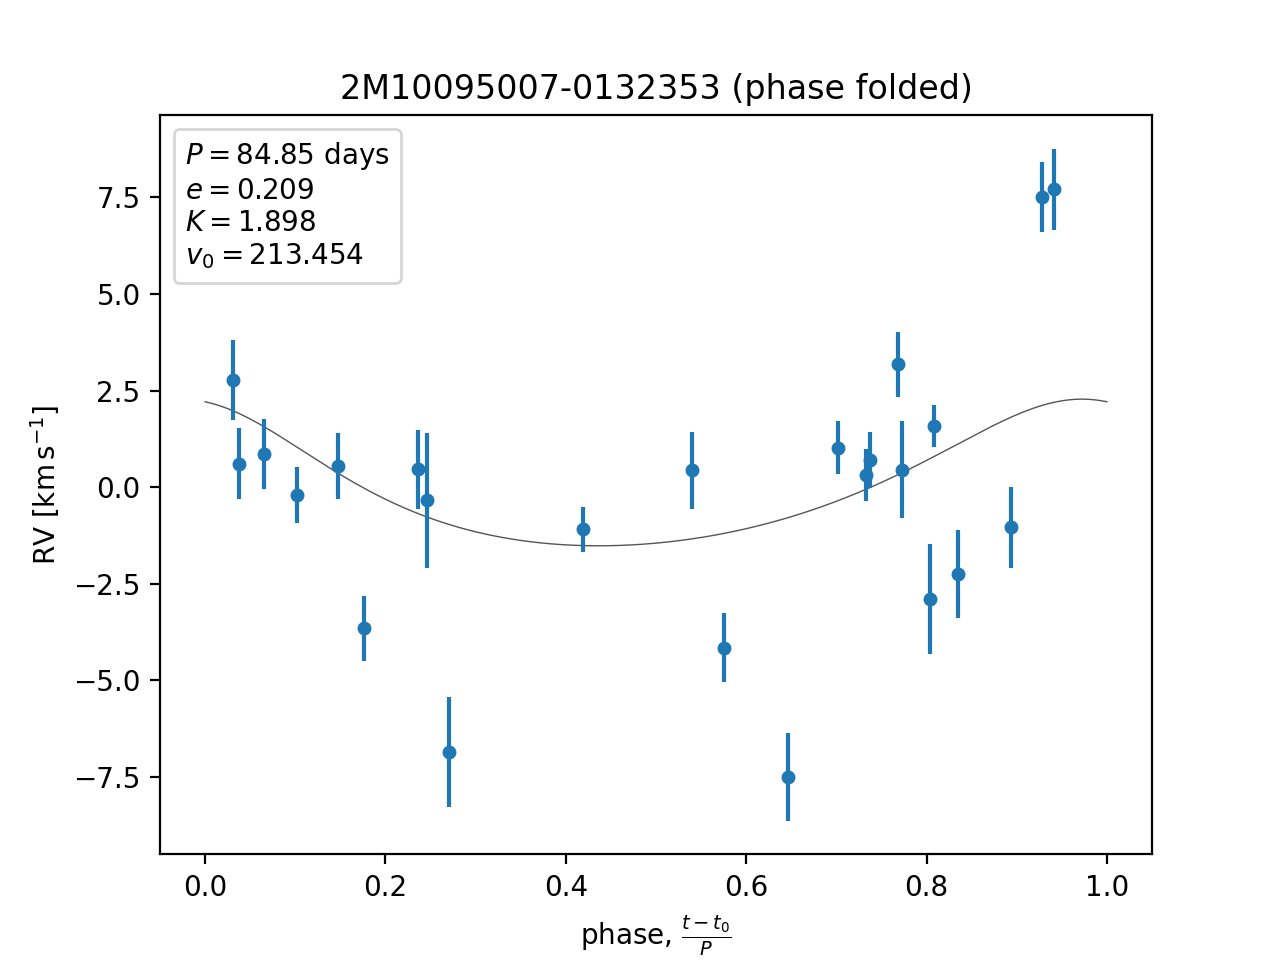 2M10095007-0132353 (phase folded)
P = 84.85 days
e = 0.209
K = 1.898
v₀ = 213.454
7.5
5.0
2.5
0.0
−2.5
−5.0
−7.5
RV [km s⁻¹]
0.0 0.2 0.4 0.6 0.8 1.0
phase, (t − t₀)/P